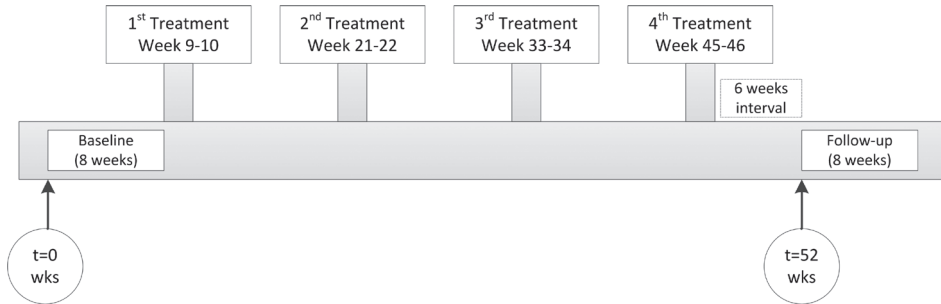 1st Treatment
Week 9-10
2nd Treatment
Week 21-22
3rd Treatment
Week 33-34
4th Treatment
Week 45-46
6 weeks
interval
Baseline
(8 weeks)
Follow-up
(8 weeks)
t=0
wks
t=52
wks